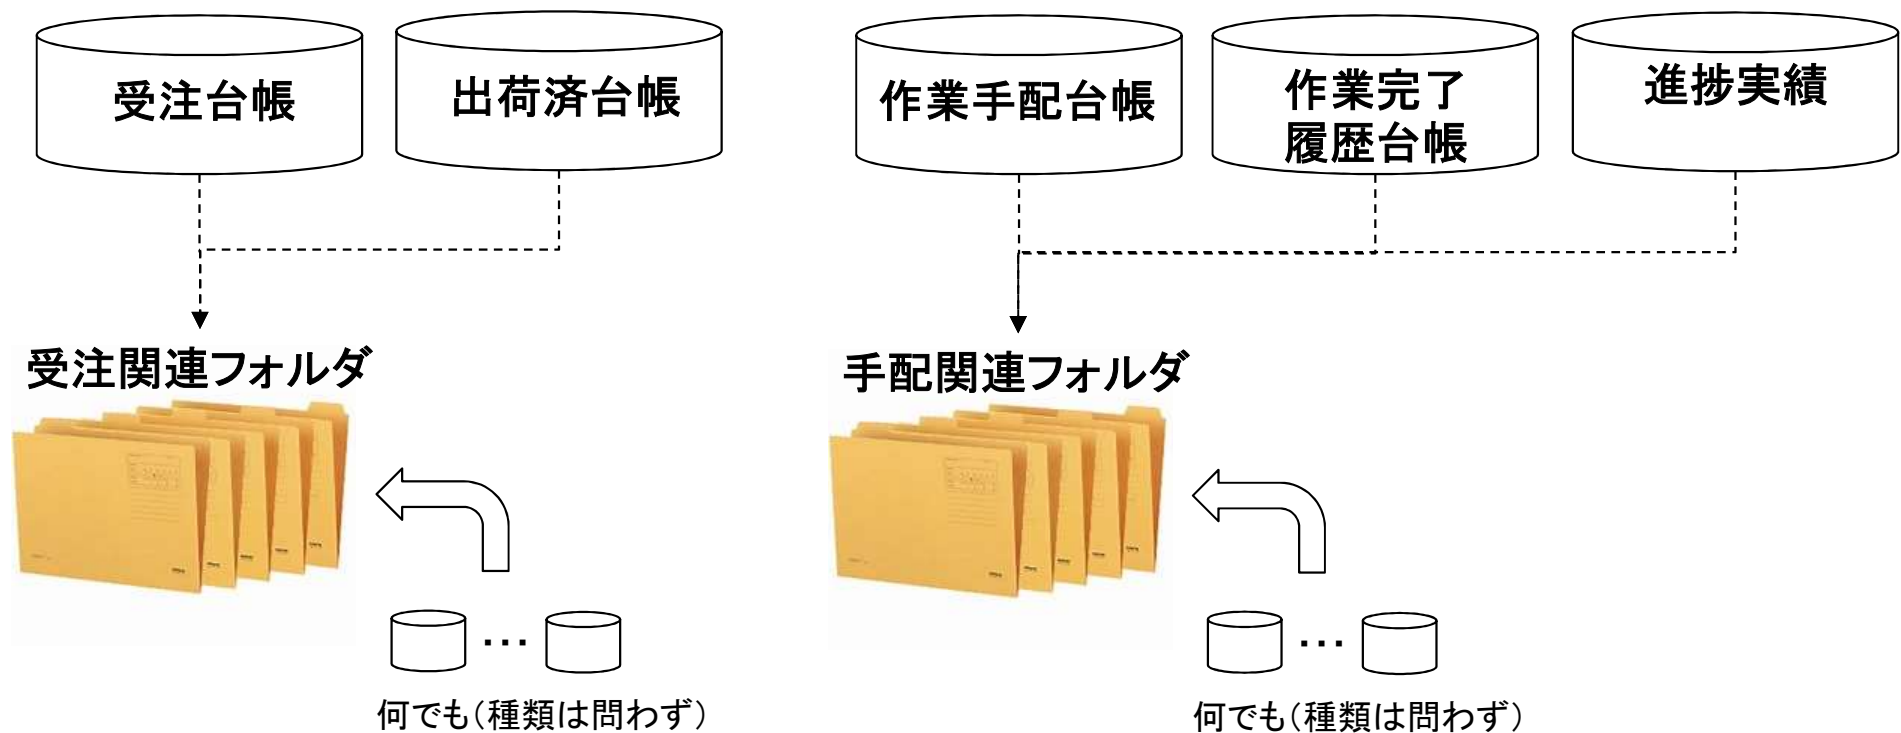 受注台帳
出荷済台帳
作業手配台帳
作業完了
履歴台帳
進捗実績
受注関連フォルダ
手配関連フォルダ
・・・
・・・
何でも（種類は問わず）
何でも（種類は問わず）